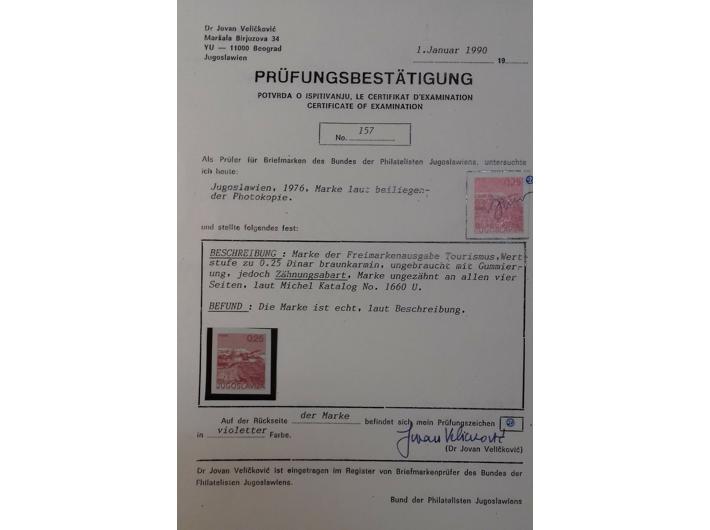 Dr Jovan Veličković
Maršala Birjuzova 34
YU — 11000 Beograd
Jugoslawien
1.Januar 1990
19
PRÜFUNGSBESTÄTIGUNG
POTVRDA O ISPITIVANJU, LE CERTIFIKAT D'EXAMINATION
CERTIFICATE OF EXAMINATION
No. 157
Als Prüfer für Briefmarken des Bundes der Philatelisten Jugoslawiens, untersuchte
ich heute:
Jugoslawien, 1976, Marke laut beiliegen-
der Photokopie.
0.25
JUGOSLAVIJA
und stellte folgendes fest:
BESCHREIBUNG : Marke der Freimarkenausgabe Tourismus,Wert
stufe zu 0.25 Dinar braunkarmin, ungebraucht mit Gummier-
ung, jedoch Zähnungsabart, Marke ungezähnt an allen vier
Seiten, laut Michel Katalog No. 1660 U.
BEFUND : Die Marke ist echt, laut Beschreibung.
0.25
JUGOSLAVIJA
Auf der Rückseite der Marke befindet sich mein Prüfungszeichen
in violetter Farbe.
Jovan Veličković
(Dr Jovan Veličković)
Dr Jovan Veličković ist eingetragen im Register von Briefmarkenprüfer des Bundes der
Philatelisten Jugoslawiens.
Bund der Philatelisten Jugoslawiens